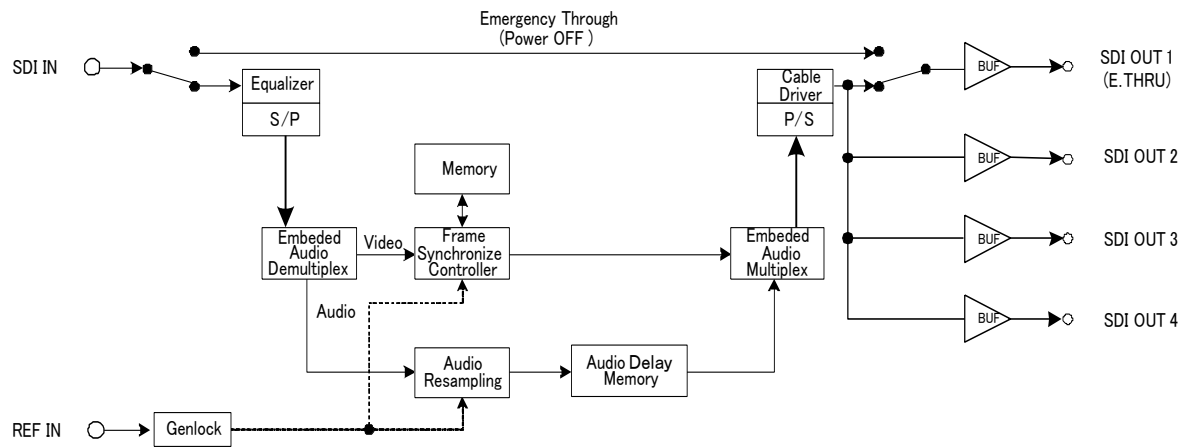 Emergency Through
(Power OFF )
SDI IN
Equalizer
S/P
Cable
Driver
P/S
BUF
SDI OUT 1
(E.THRU)
Memory
BUF
SDI OUT 2
Embeded
Audio
Demultiplex
Video
Frame
Synchronize
Controller
Embeded
Audio
Multiplex
BUF
SDI OUT 3
Audio
BUF
SDI OUT 4
Audio
Resampling
Audio Delay
Memory
REF IN
Genlock